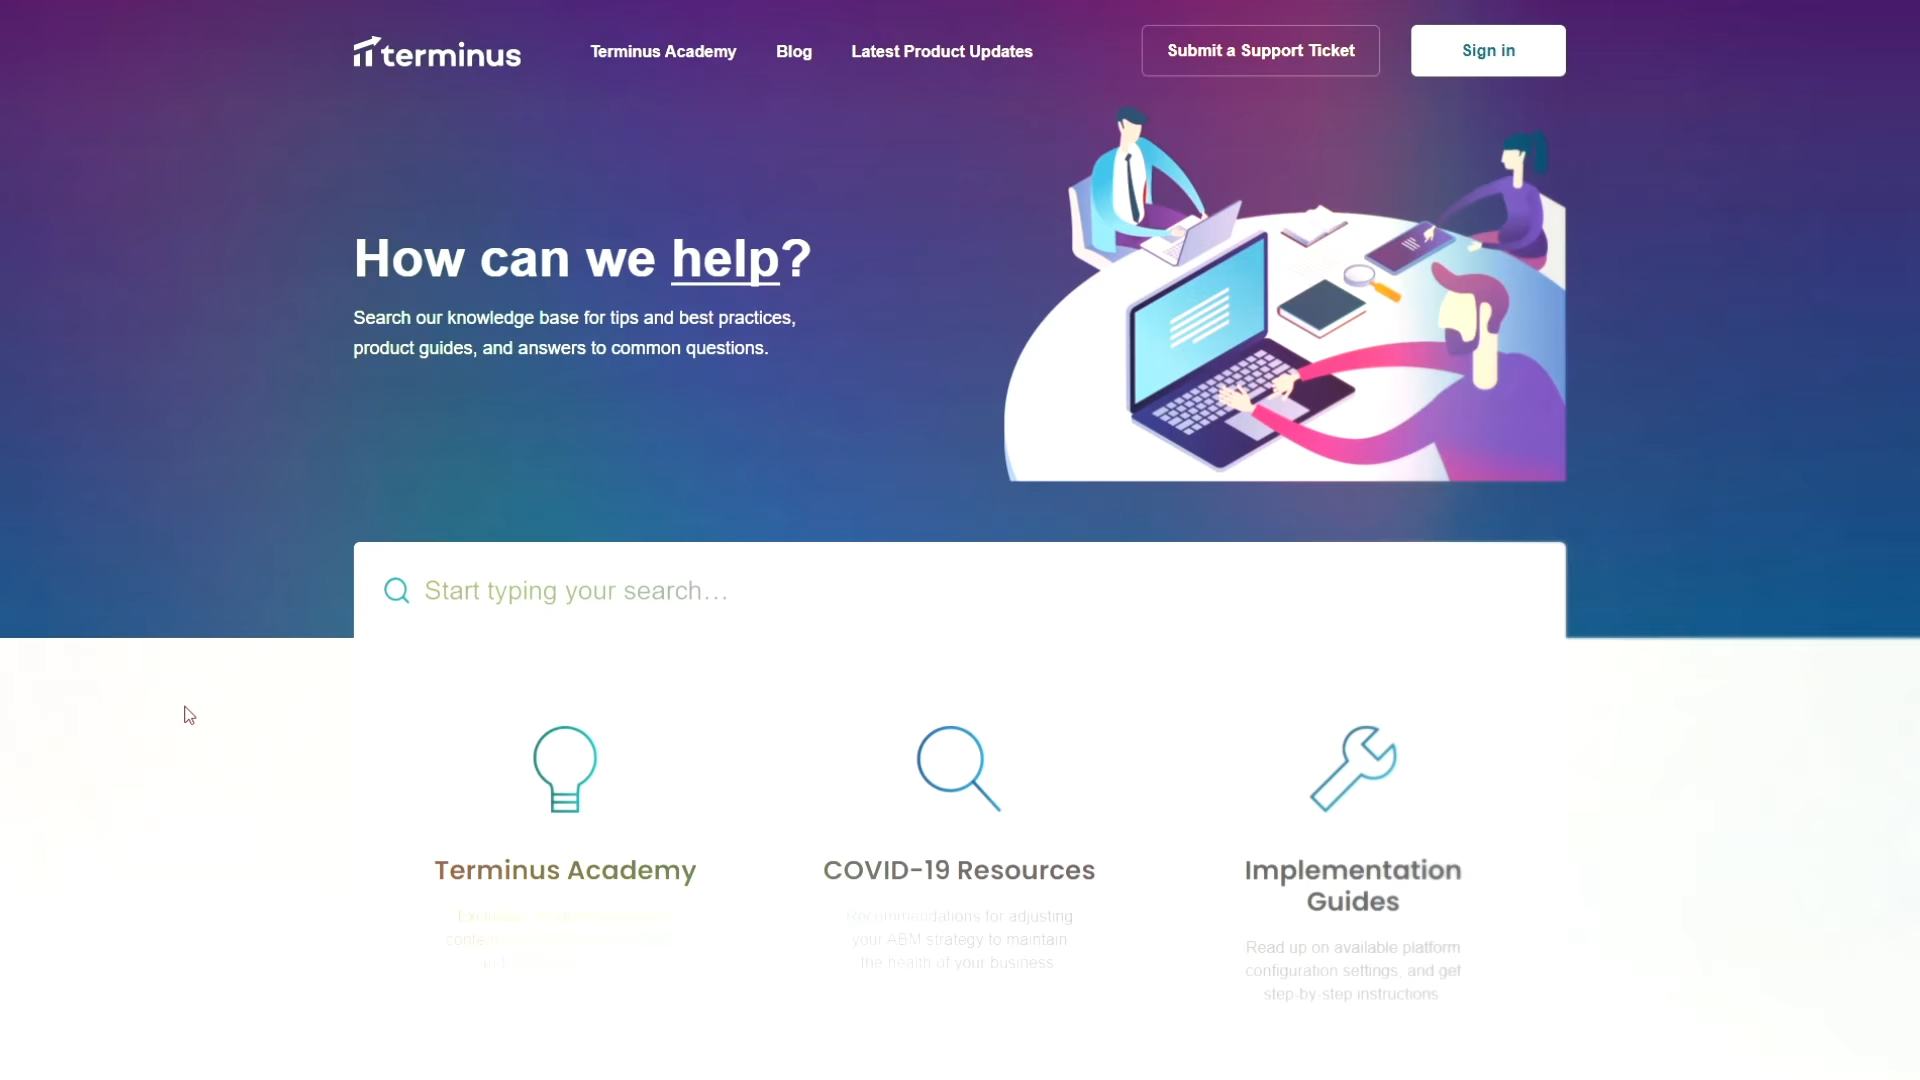 terminus
Terminus Academy
Blog
Latest Product Updates
Submit a Support Ticket
Sign in
How can we help?
Search our knowledge base for tips and best practices,
product guides, and answers to common questions.
Start typing your search...
Terminus Academy
COVID-19 Resources
Recommendations for adjusting
your ABM strategy to maintain
the health of your business
Implementation
Guides
Read up on available platform
configuration settings, and get
step-by-step instructions